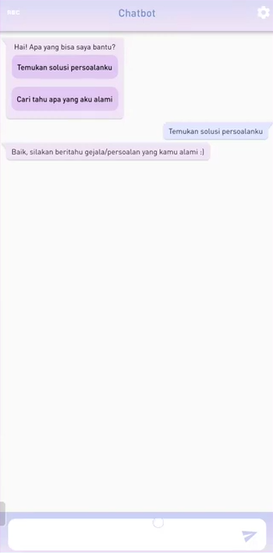 Chatbot
Hai! Apa yang bisa saya bantu?
Temukan solusi persoalanku
Cari tahu apa yang aku alami
Temukan solusi persoalanku
Baik, silakan beritahu gejala/persoalan yang kamu alami :)